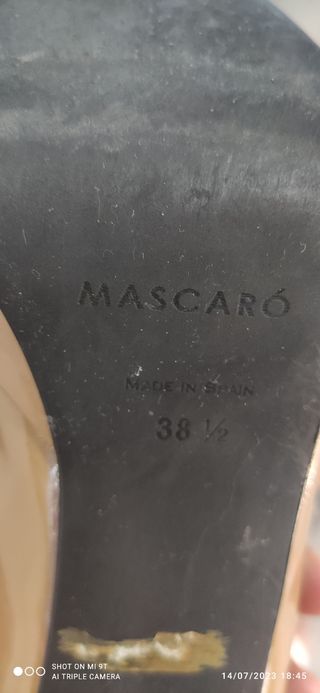 MASCARÓ
MADE IN SPAIN
38 ½
SHOT ON MI 9T
AI TRIPLE CAMERA
14/07/2023 18:45